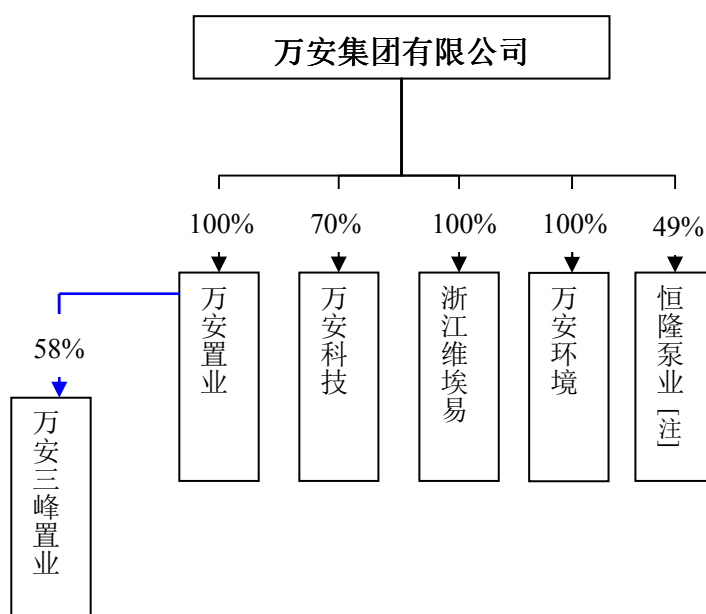 万安集团有限公司
100%
70%
100%
100%
49%
万安置业
万安科技
浙江维埃易
万安环境
恒隆泵业 [注]
58%
万安三峰置业